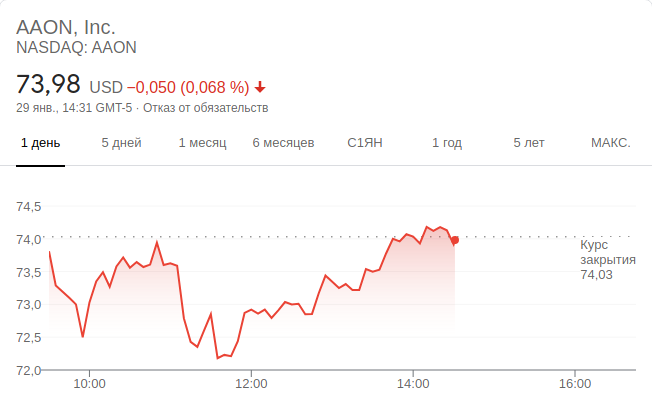 AAON, Inc.
NASDAQ: AAON
73,98 USD −0,050 (0,068 %)
29 янв., 14:31 GMT-5 · Отказ от обязательств
1 день 5 дней 1 месяц 6 месяцев С1ЯН 1 год 5 лет МАКС.
74,5
74,0
73,5
73,0
72,5
72,0
Курс
закрытия
74,03
10:00 12:00 14:00 16:00